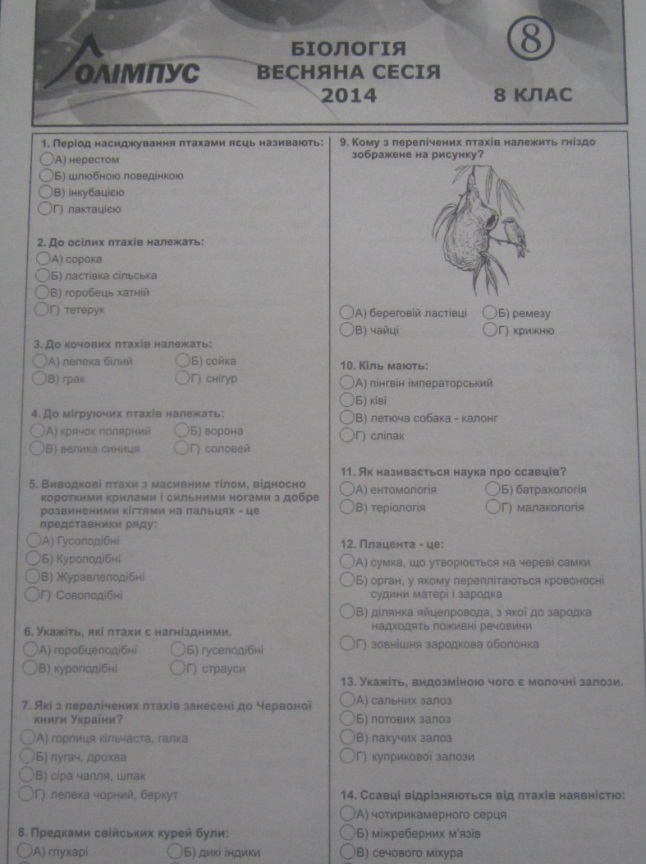 ОЛІМПУС
БІОЛОГІЯ
ВЕСНЯНА СЕСІЯ
2014
8
8 КЛАС
1. Період насиджування птахами яєць називають:
А) нерестом
Б) шлюбною поведінкою
В) інкубацією
Г) лактацією
2. До осілих птахів належать:
А) сорока
Б) ластівка сільська
В) горобець хатній
Г) тетерук
3. До кочових птахів належать:
А) лелека білий Б) сойка
В) грак Г) снігур
4. До мігруючих птахів належать:
А) крячок полярний Б) ворона
В) велика синиця Г) соловей
5. Виводкові птахи з масивним тілом, відносно
короткими крилами і сильними ногами з добре
розвиненими кігтями на пальцях - це
представники ряду:
А) Гусоподібні
Б) Куроподібні
В) Журавлеподібні
Г) Совоподібні
6. Укажіть, які птахи є нагніздними.
А) горобцеподібні Б) гусеподібні
В) куроподібні Г) страуси
7. Які з перелічених птахів занесені до Червоної
книги України?
А) горлиця кільчаста, галка
Б) пугач, дрохва
В) сіра чапля, шпак
Г) лелека чорний, беркут
8. Предками свійських курей були:
А) глухарі Б) дикі індики
9. Кому з перелічених птахів належить гніздо
зображене на рисунку?
А) береговій ластівці Б) ремезу
В) чайці Г) крижню
10. Кіль мають:
А) пінгвін імператорський
Б) ківі
В) летюча собака - калонг
Г) сліпак
11. Як називається наука про ссавців?
А) ентомологія Б) батрахологія
В) теріологія Г) малакологія
12. Плацента - це:
А) сумка, що утворюється на череві самки
Б) орган, у якому переплітаються кровоносні
судини матері і зародка
В) ділянка яйцепровода, з якої до зародка
надходять поживні речовини
Г) зовнішня зародкова оболонка
13. Укажіть, видозміною чого є молочні залози.
А) сальних залоз
Б) потових залоз
В) пахучих залоз
Г) куприкової залози
14. Ссавці відрізняються від птахів наявністю:
А) чотирикамерного серця
Б) міжреберних м'язів
В) сечового міхура